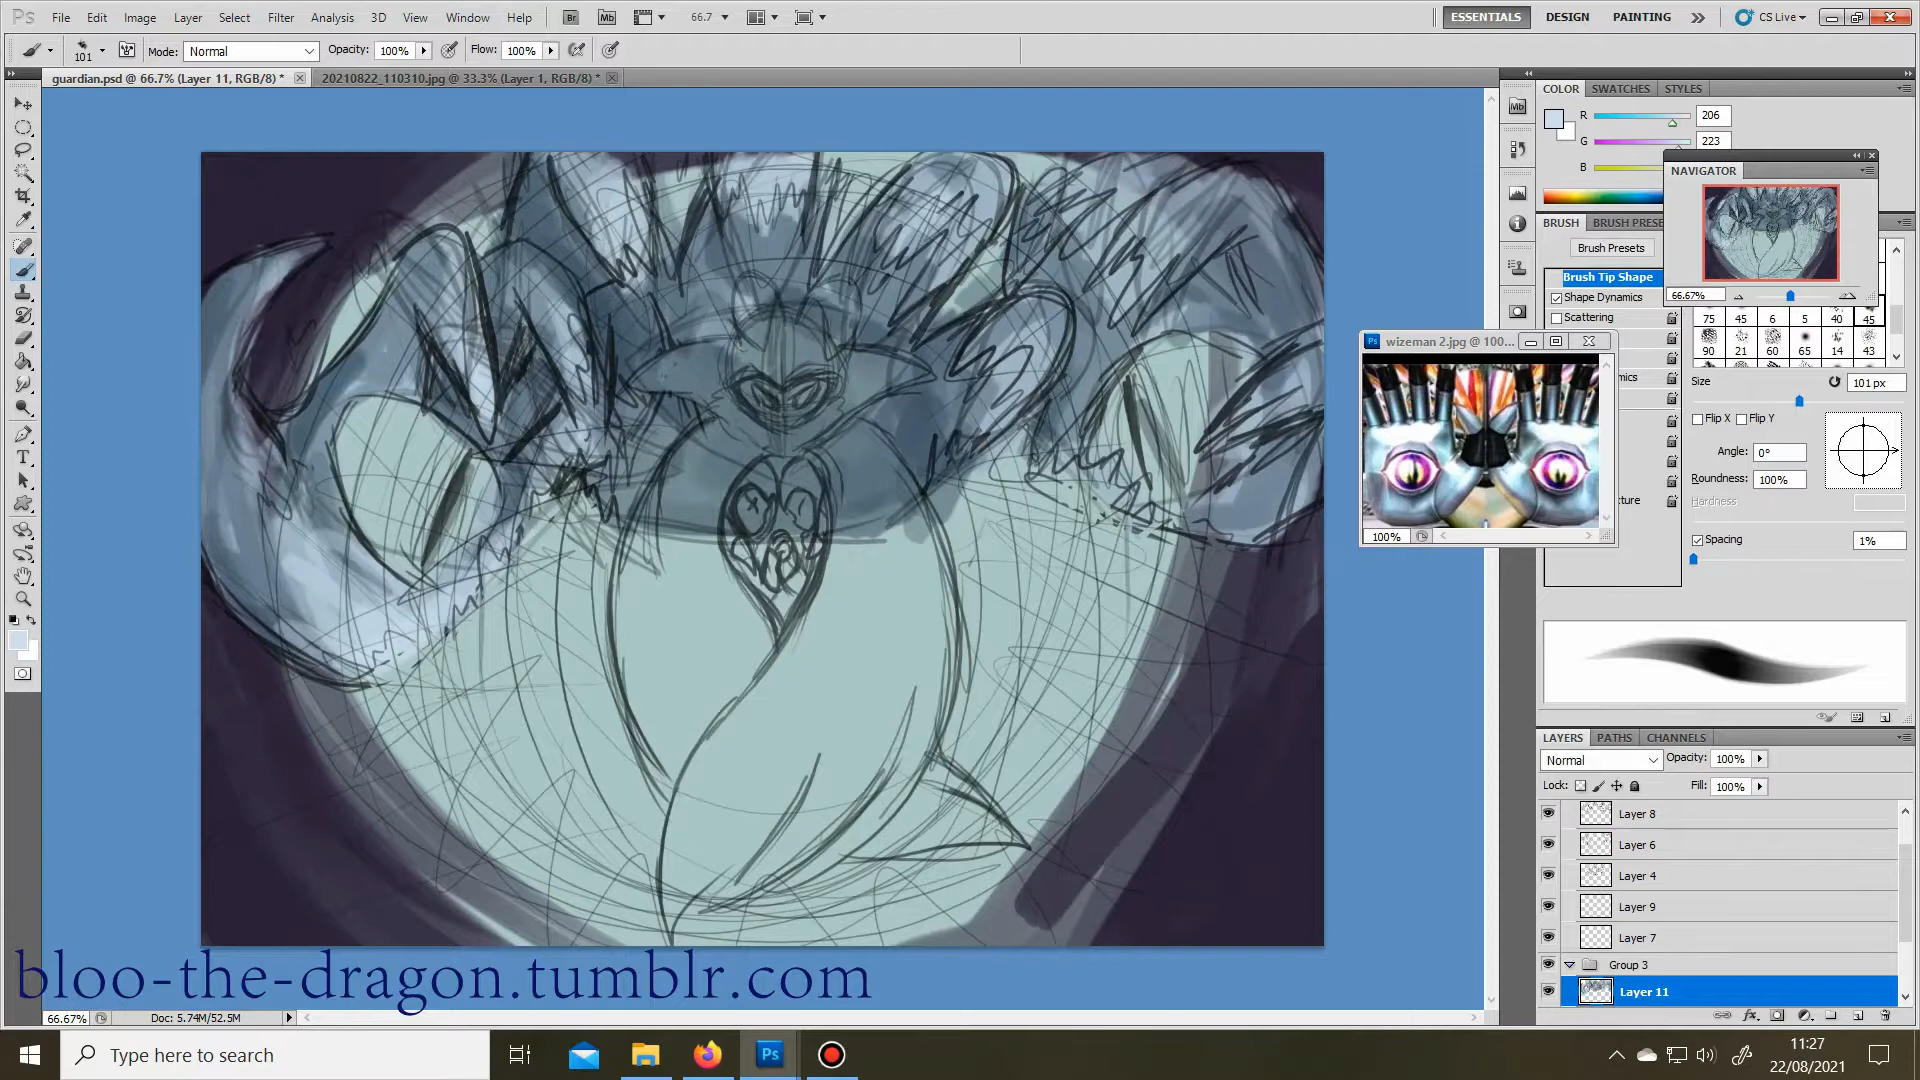 Ps File Edit Image Layer Select Filter Analysis 3D View Window Help Br Mb 66.7 ESSENTIALS DESIGN PAINTING CS Live
101 Mode: Normal Opacity: 100% Flow: 100%
guardian.psd @ 66.7% (Layer 11, RGB/8) * 20210822_110310.jpg @ 33.3% (Layer 1, RGB/8) *
COLOR SWATCHES STYLES
Mb
R 206
G 223
B
NAVIGATOR
66.67%
BRUSH BRUSH PRESE
Brush Presets
Brush Tip Shape
Shape Dynamics
Scattering
75 45 6 5 40 45
90 21 60 65 14 43
Ps wizeman 2.jpg @ 100...
100%
Size 101 px
Flip X Flip Y
Angle: 0°
Roundness: 100%
Hardness
Spacing 1%
LAYERS PATHS CHANNELS
Normal Opacity: 100%
Lock: Fill: 100%
Layer 8
Layer 6
Layer 4
Layer 9
Layer 7
Group 3
Layer 11
bloo-the-dragon.tumblr.com
66.67% Doc: 5.74M/52.5M
Type here to search
Ps
11:27
22/08/2021